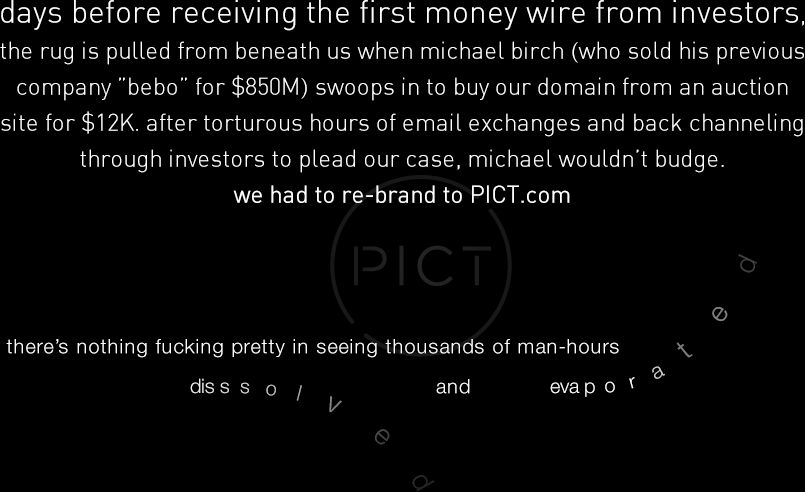 days before receiving the first money wire from investors,
the rug is pulled from beneath us when michael birch (who sold his previous
company ”bebo” for $850M) swoops in to buy our domain from an auction
site for $12K. after torturous hours of email exchanges and back channeling
through investors to plead our case, michael wouldn’t budge.
we had to re-brand to PICT.com
PICT
there’s nothing fucking pretty in seeing thousands of man-hours
dissolved and evaporated